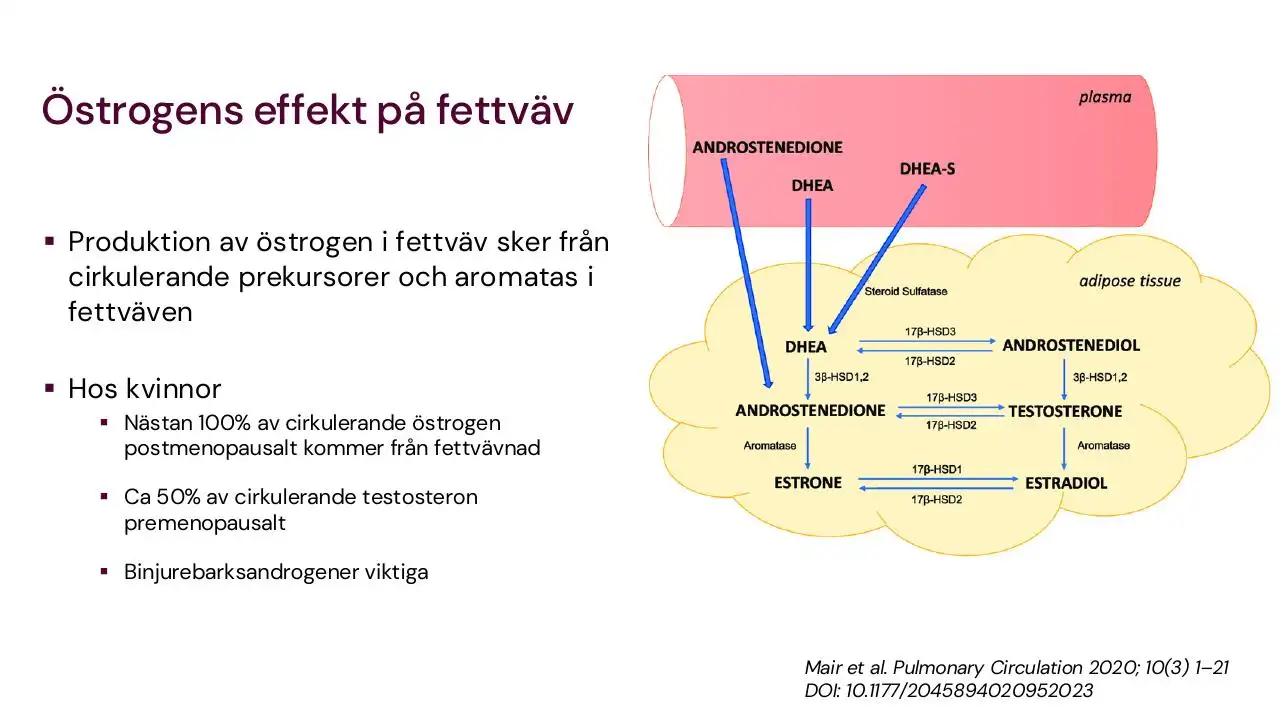 Östrogens effekt på fettväv
▪ Produktion av östrogen i fettväv sker från
cirkulerande prekursorer och aromatas i
fettväven
▪ Hos kvinnor
▪ Nästan 100% av cirkulerande östrogen
postmenopausalt kommer från fettvävnad
▪ Ca 50% av cirkulerande testosteron
premenopausalt
▪ Binjurebarksandrogener viktiga
plasma
ANDROSTENEDIONE
DHEA-S
DHEA
adipose tissue
Steroid Sulfatase
17β-HSD3
DHEA
ANDROSTENEDIOL
17β-HSD2
3β-HSD1,2
3β-HSD1,2
17β-HSD3
ANDROSTENEDIONE
TESTOSTERONE
17β-HSD2
Aromatase
Aromatase
17β-HSD1
ESTRONE
ESTRADIOL
17β-HSD2
Mair et al. Pulmonary Circulation 2020; 10(3) 1–21
DOI: 10.1177/2045894020952023